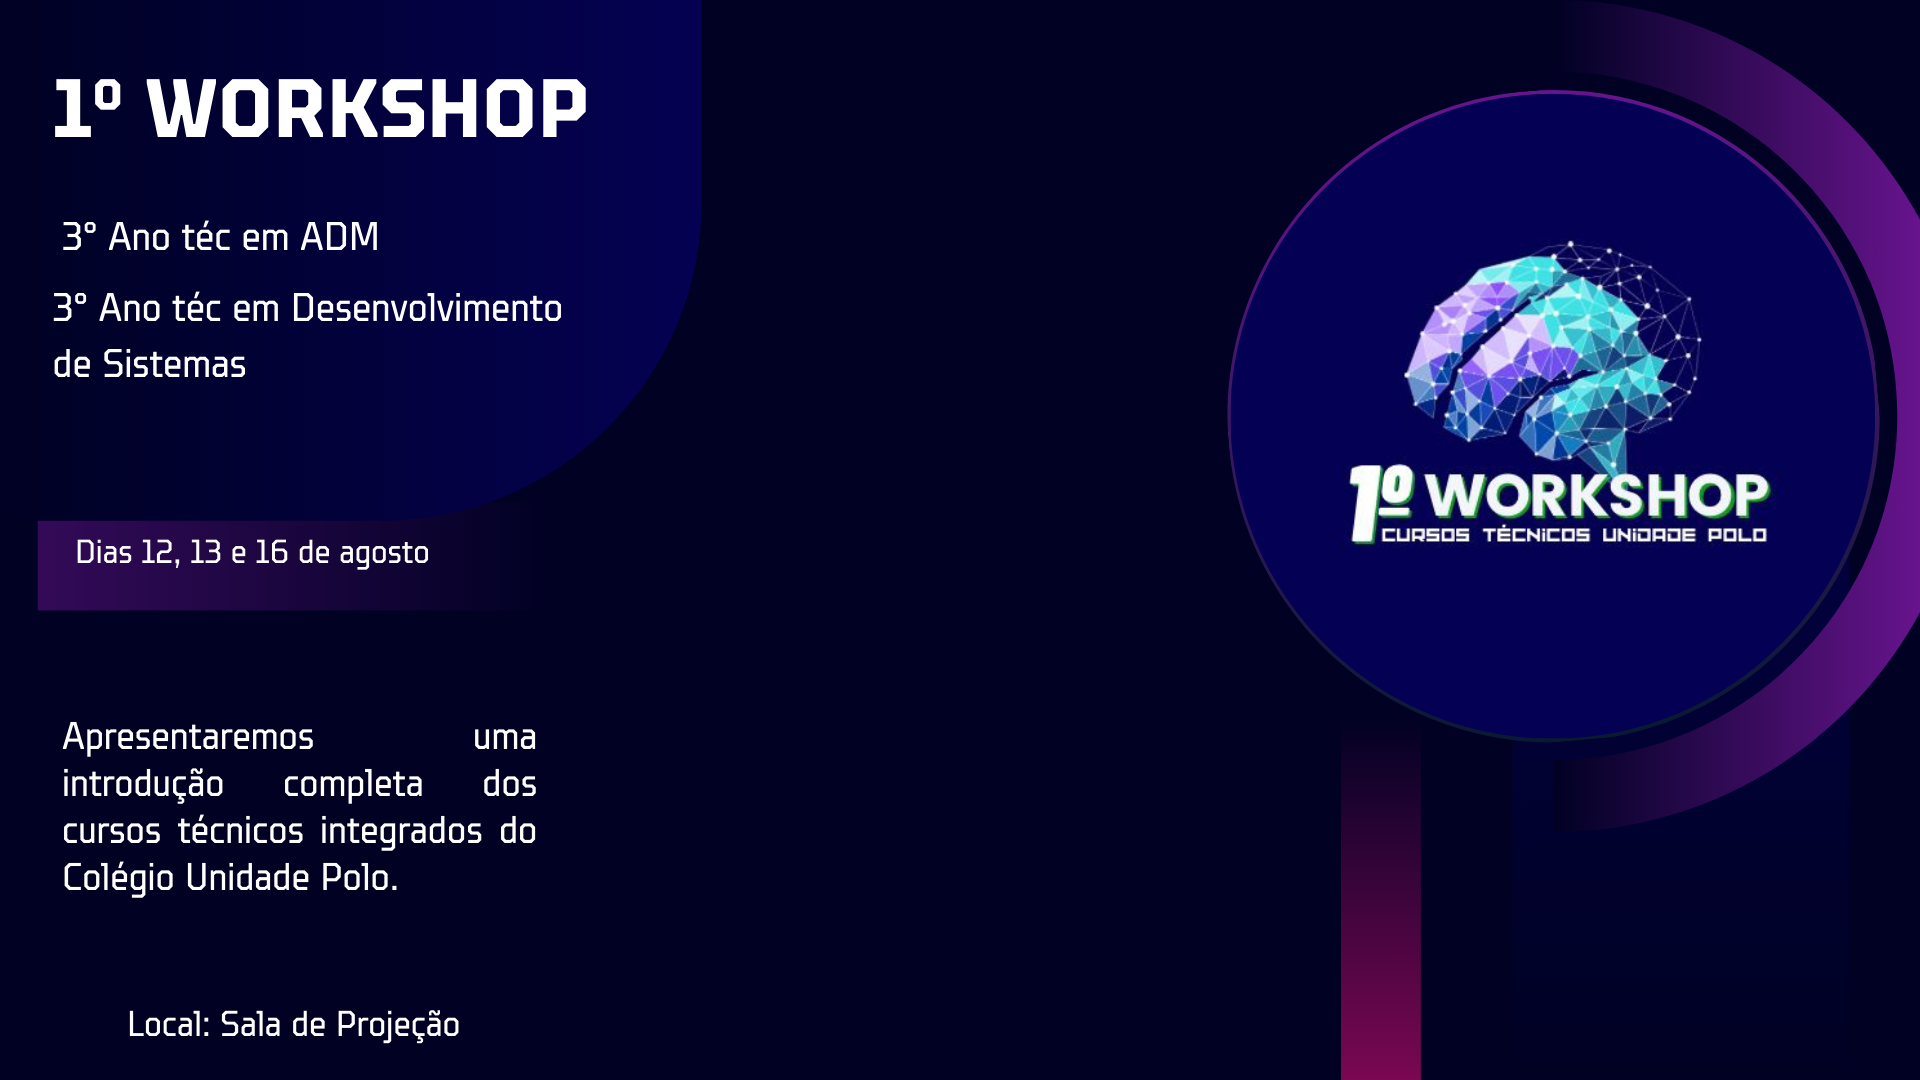 1º WORKSHOP
3° Ano téc em ADM
3° Ano téc em Desenvolvimento
de Sistemas
Dias 12, 13 e 16 de agosto
Apresentaremos uma
introdução completa dos
cursos técnicos integrados do
Colégio Unidade Polo.
Local: Sala de Projeção
1º WORKSHOP
CURSOS TÉCNICOS UNIDADE POLO